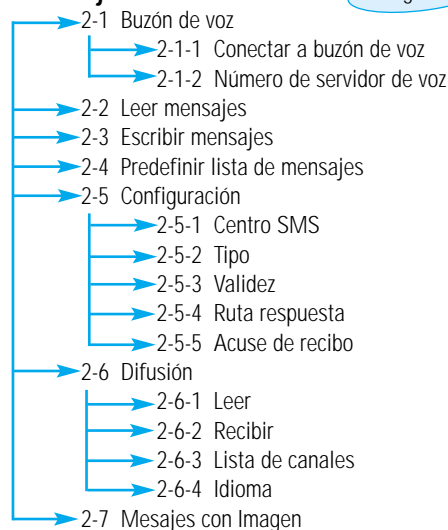 2-1 Buzón de voz
2-1-1 Conectar a buzón de voz
2-1-2 Número de servidor de voz
2-2 Leer mensajes
2-3 Escribir mensajes
2-4 Predefinir lista de mensajes
2-5 Configuración
2-5-1 Centro SMS
2-5-2 Tipo
2-5-3 Validez
2-5-4 Ruta respuesta
2-5-5 Acuse de recibo
2-6 Difusión
2-6-1 Leer
2-6-2 Recibir
2-6-3 Lista de canales
2-6-4 Idioma
2-7 Mesajes con Imagen